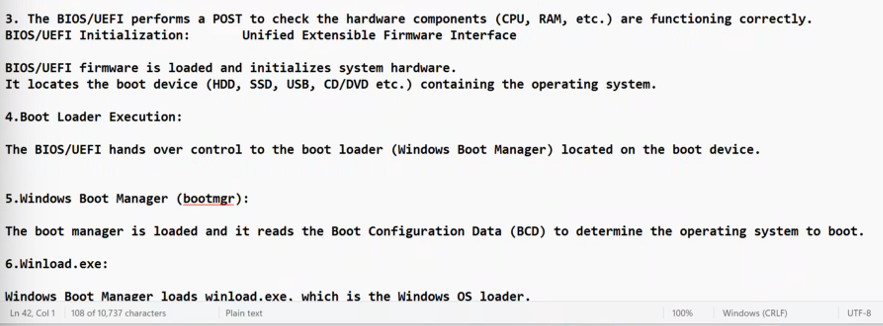 3. The BIOS/UEFI performs a POST to check the hardware components (CPU, RAM, etc.) are functioning correctly.
BIOS/UEFI Initialization: Unified Extensible Firmware Interface
BIOS/UEFI firmware is loaded and initializes system hardware.
It locates the boot device (HDD, SSD, USB, CD/DVD etc.) containing the operating system.
4.Boot Loader Execution:
The BIOS/UEFI hands over control to the boot loader (Windows Boot Manager) located on the boot device.
5.Windows Boot Manager (bootmgr):
The boot manager is loaded and it reads the Boot Configuration Data (BCD) to determine the operating system to boot.
6.Winload.exe:
Windows Boot Manager loads winload.exe. which is the Windows OS loader.
Ln 42, Col 1 108 of 10,737 characters Plain text 100% Windows (CRLF) UTF-8